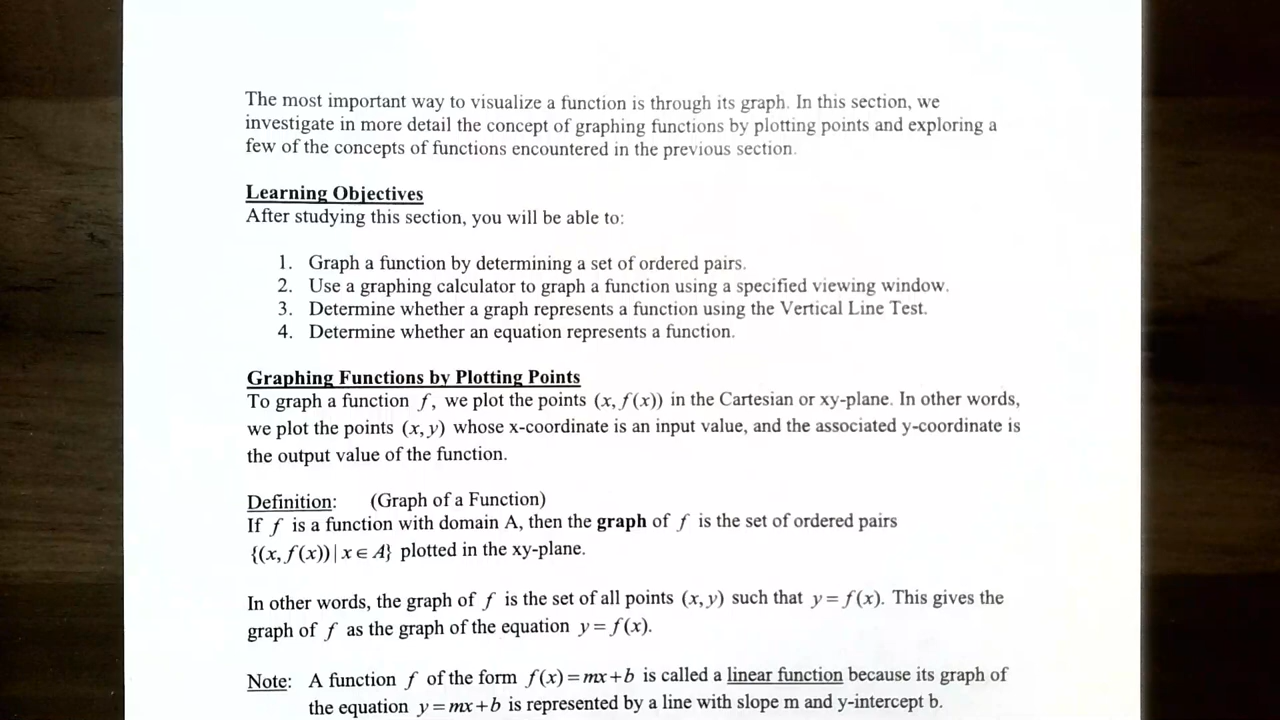 The most important way to visualize a function is through its graph. In this section, we
investigate in more detail the concept of graphing functions by plotting points and exploring a
few of the concepts of functions encountered in the previous section.
Learning Objectives
After studying this section, you will be able to:
1. Graph a function by determining a set of ordered pairs.
2. Use a graphing calculator to graph a function using a specified viewing window.
3. Determine whether a graph represents a function using the Vertical Line Test.
4. Determine whether an equation represents a function.
Graphing Functions by Plotting Points
To graph a function f, we plot the points (x, f(x)) in the Cartesian or xy-plane. In other words,
we plot the points (x, y) whose x-coordinate is an input value, and the associated y-coordinate is
the output value of the function.
Definition: (Graph of a Function)
If f is a function with domain A, then the graph of f is the set of ordered pairs
{(x, f(x)) | x ∈ A} plotted in the xy-plane.
In other words, the graph of f is the set of all points (x, y) such that y = f(x). This gives the
graph of f as the graph of the equation y = f(x).
Note: A function f of the form f(x) = mx + b is called a linear function because its graph of
the equation y = mx + b is represented by a line with slope m and y-intercept b.